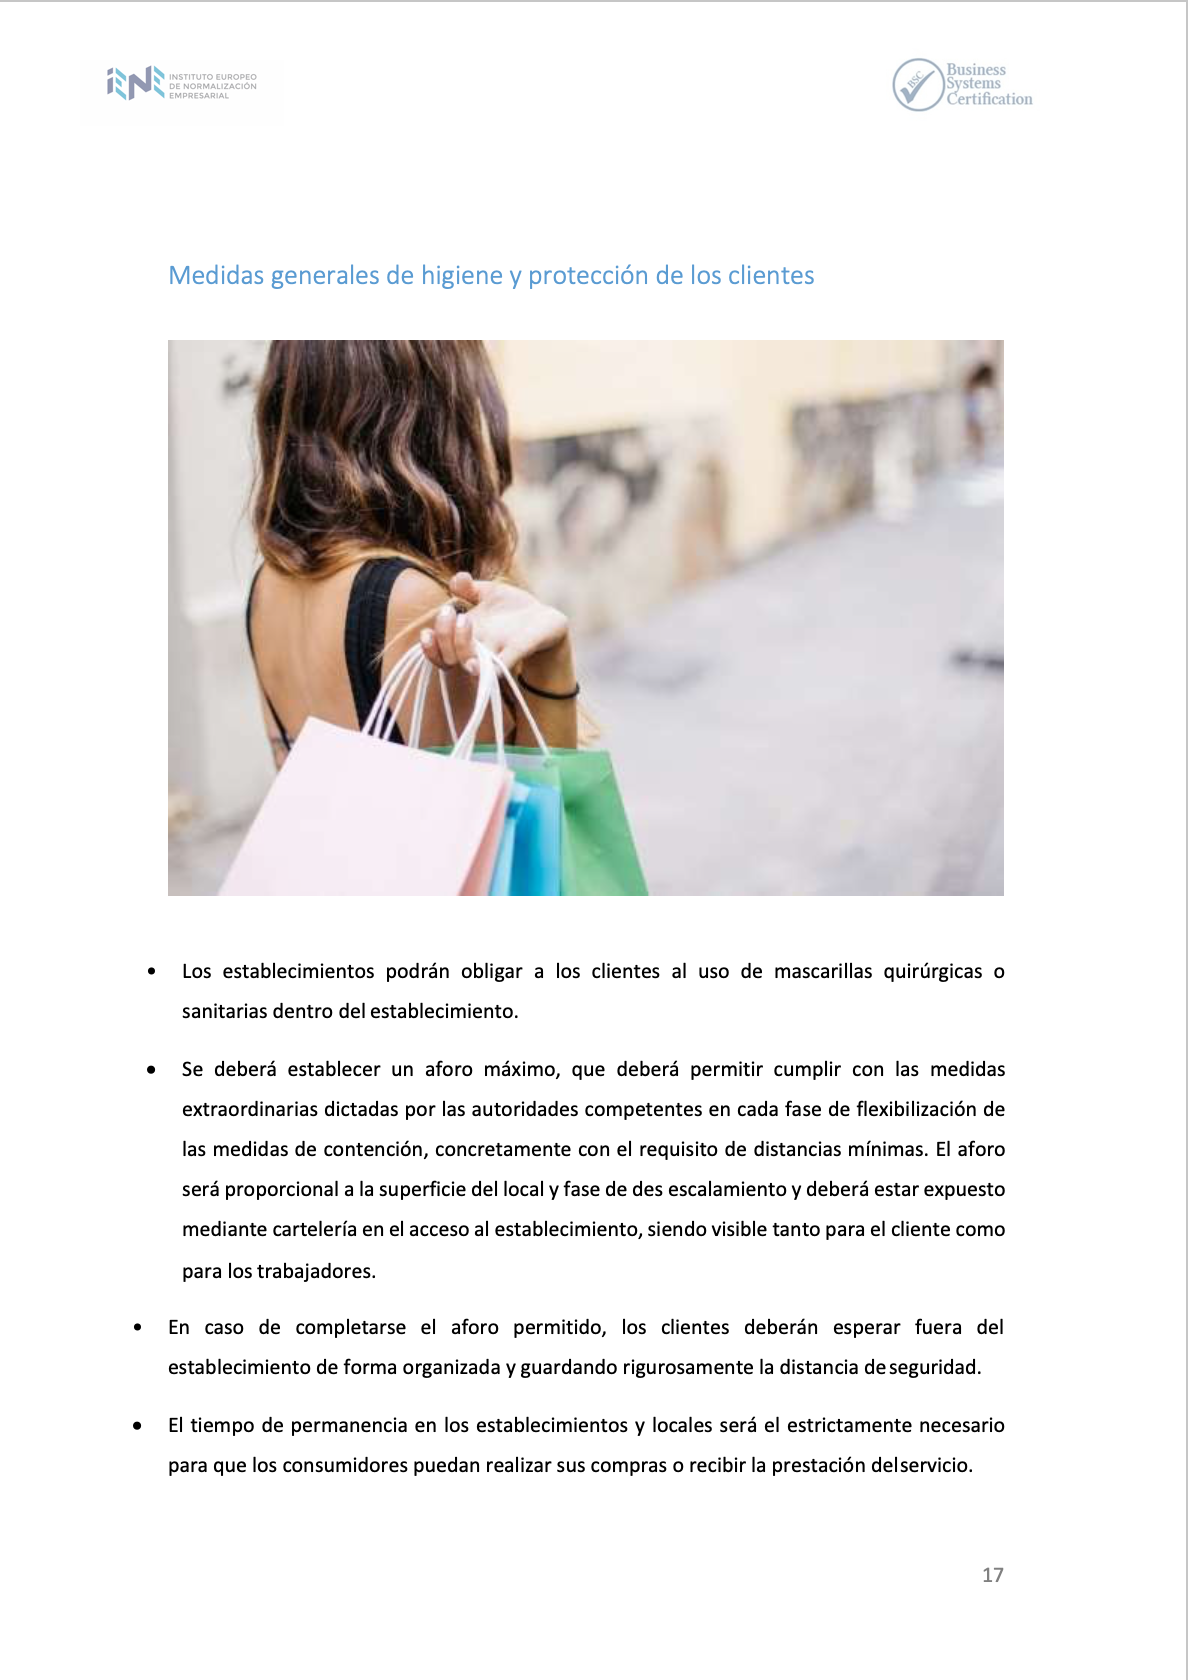 INSTITUTO EUROPEO
DE NORMALIZACIÓN
EMPRESARIAL
BSC
Business
Systems
Certification
Medidas generales de higiene y protección de los clientes
• Los establecimientos podrán obligar a los clientes al uso de mascarillas quirúrgicas o
sanitarias dentro del establecimiento.
• Se deberá establecer un aforo máximo, que deberá permitir cumplir con las medidas
extraordinarias dictadas por las autoridades competentes en cada fase de flexibilización de
las medidas de contención, concretamente con el requisito de distancias mínimas. El aforo
será proporcional a la superficie del local y fase de des escalamiento y deberá estar expuesto
mediante cartelería en el acceso al establecimiento, siendo visible tanto para el cliente como
para los trabajadores.
• En caso de completarse el aforo permitido, los clientes deberán esperar fuera del
establecimiento de forma organizada y guardando rigurosamente la distancia de seguridad.
• El tiempo de permanencia en los establecimientos y locales será el estrictamente necesario
para que los consumidores puedan realizar sus compras o recibir la prestación del servicio.
17